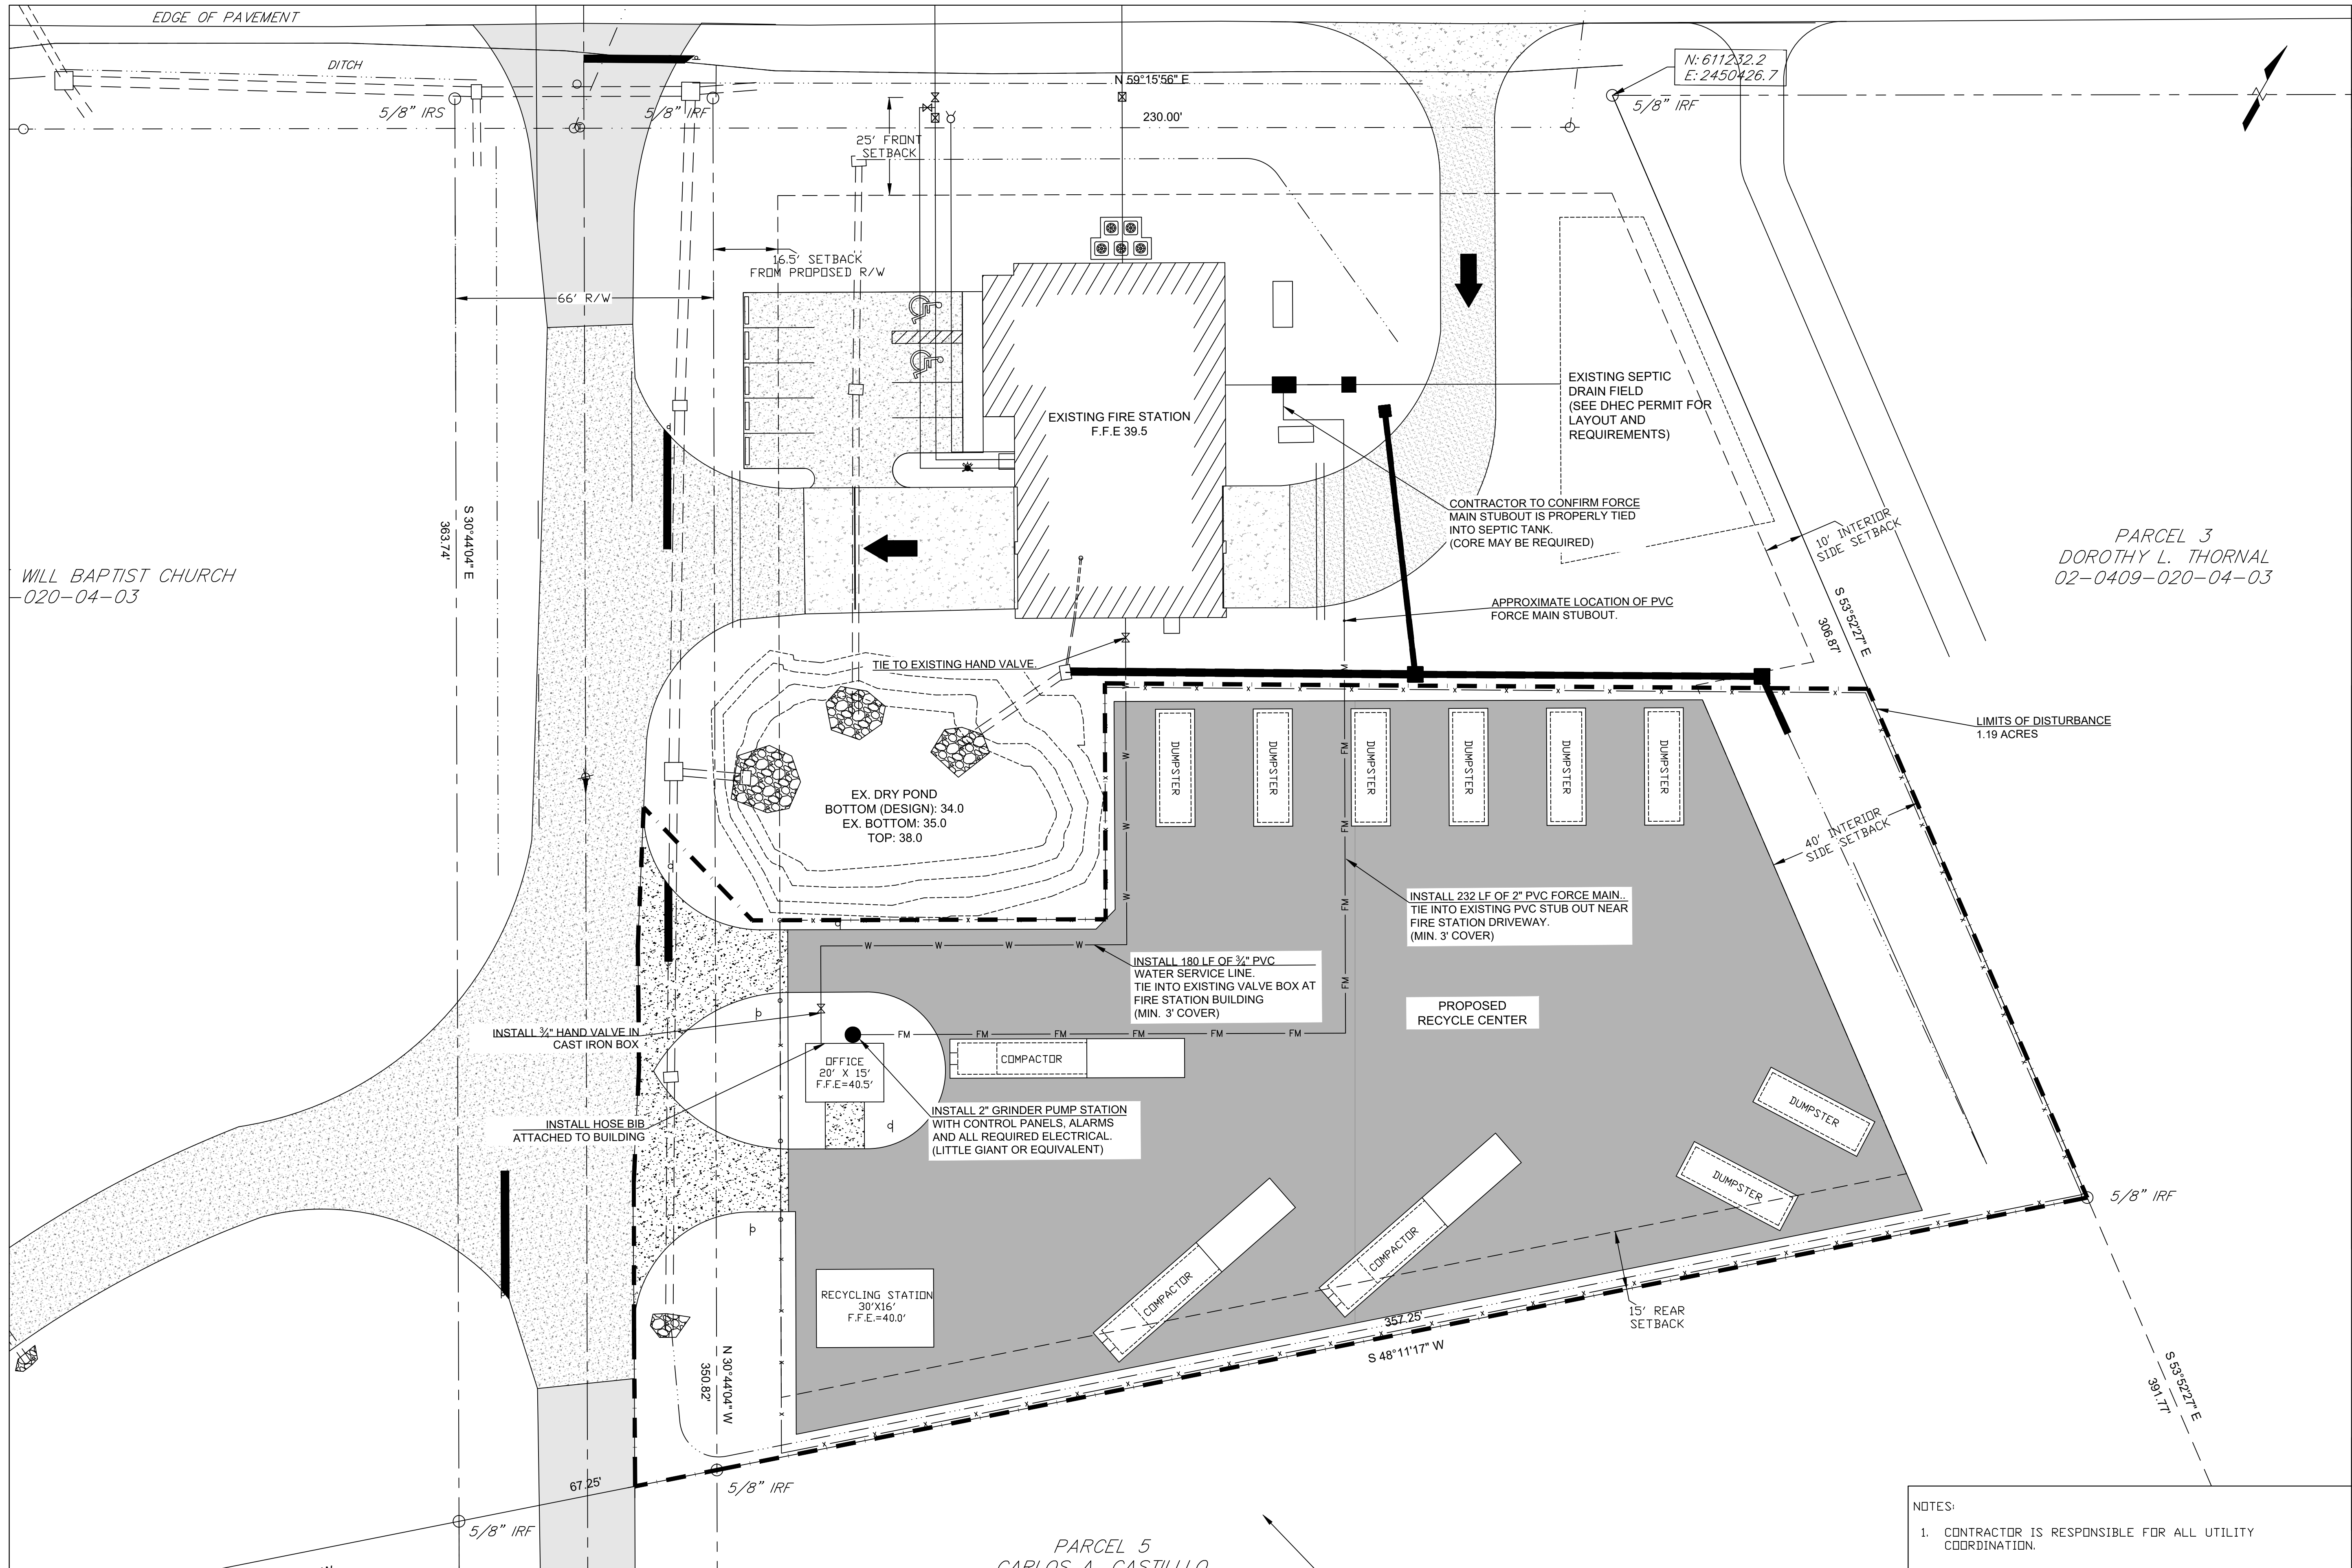 EDGE OF PAVEMENT
DITCH
5/8" IRS
5/8" IRF
N 59°15'56" E
230.00'
N: 611232.2
E: 2450426.7
5/8" IRF
25' FRONT
SETBACK
16.5' SETBACK
FROM PROPOSED R/W
66' R/W
EXISTING FIRE STATION
F.F.E 39.5
EXISTING SEPTIC
DRAIN FIELD
(SEE DHEC PERMIT FOR
LAYOUT AND
REQUIREMENTS)
CONTRACTOR TO CONFIRM FORCE
MAIN STUBOUT IS PROPERLY TIED
INTO SEPTIC TANK.
(CORE MAY BE REQUIRED)
10' INTERIOR
SIDE SETBACK
PARCEL 3
DOROTHY L. THORNAL
02-0409-020-04-03
WILL BAPTIST CHURCH
-020-04-03
S 30°44'04" E
363.74'
APPROXIMATE LOCATION OF PVC
FORCE MAIN STUBOUT.
S 53°52'27" E
306.87'
TIE TO EXISTING HAND VALVE.
LIMITS OF DISTURBANCE
1.19 ACRES
DUMPSTER
DUMPSTER
DUMPSTER
DUMPSTER
DUMPSTER
DUMPSTER
EX. DRY POND
BOTTOM (DESIGN): 34.0
EX. BOTTOM: 35.0
TOP: 38.0
40' INTERIOR
SIDE SETBACK
INSTALL 232 LF OF 2" PVC FORCE MAIN..
TIE INTO EXISTING PVC STUB OUT NEAR
FIRE STATION DRIVEWAY.
(MIN. 3' COVER)
W W W W
W W W W
FM FM FM FM
INSTALL 180 LF OF ¾" PVC
WATER SERVICE LINE.
TIE INTO EXISTING VALVE BOX AT
FIRE STATION BUILDING
(MIN. 3' COVER)
PROPOSED
RECYCLE CENTER
INSTALL ¾" HAND VALVE IN
CAST IRON BOX
FM FM FM FM FM FM
OFFICE
20' X 15'
F.F.E=40.5'
COMPACTOR
INSTALL HOSE BIB
ATTACHED TO BUILDING
INSTALL 2" GRINDER PUMP STATION
WITH CONTROL PANELS, ALARMS
AND ALL REQUIRED ELECTRICAL.
(LITTLE GIANT OR EQUIVALENT)
DUMPSTER
DUMPSTER
5/8" IRF
COMPACTOR
COMPACTOR
RECYCLING STATION
30'X16'
F.F.E.=40.0'
15' REAR
SETBACK
357.25'
S 48°11'17" W
N 30°44'04" W
350.82'
S 53°52'27" E
391.77'
67.25'
5/8" IRF
5/8" IRF
PARCEL 5
CARLOS A. CASTILLO
NOTES:
1. CONTRACTOR IS RESPONSIBLE FOR ALL UTILITY
COORDINATION.